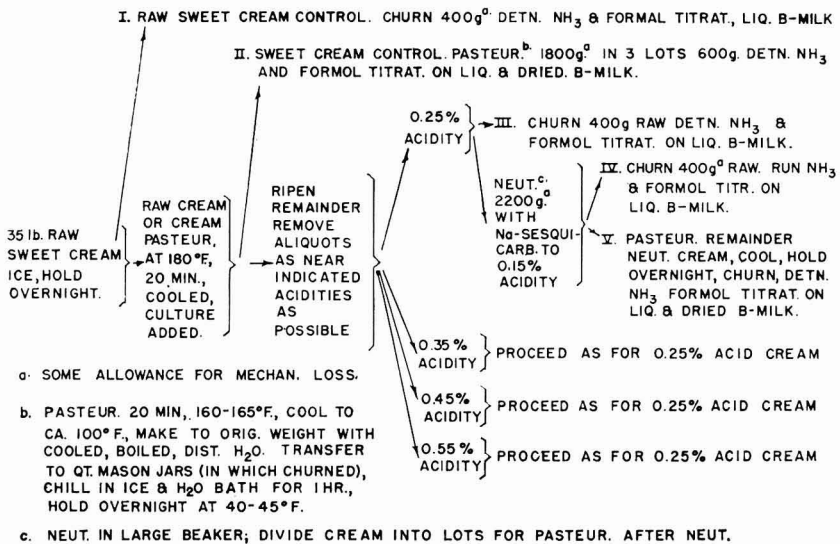 I. RAW SWEET CREAM CONTROL. CHURN 400g.ᵃ DETN. NH₃ & FORMAL TITRAT., LIQ. B-MILK
II. SWEET CREAM CONTROL. PASTEUR.ᵇ 1800g.ᵃ IN 3 LOTS 600g. DETN. NH₃
AND FORMOL TITRAT. ON LIQ. & DRIED. B-MILK.
35 lb. RAW
SWEET CREAM
ICE, HOLD
OVERNIGHT.
RAW CREAM
OR CREAM
PASTEUR,
AT 180°F,
20 MIN.,
COOLED,
CULTURE
ADDED.
RIPEN
REMAINDER
REMOVE
ALIQUOTS
AS NEAR
INDICATED
ACIDITIES
AS
POSSIBLE
0.25%
ACIDITY
III. CHURN 400g RAW DETN. NH₃ &
FORMOL TITRAT. ON LIQ. B-MILK.
NEUT.ᶜ·
2200g.ᵃ
WITH
Na-SESQUI-
CARB. TO
0.15%
ACIDITY
IV. CHURN 400gᵃ RAW. RUN NH₃
& FORMOL TITR. ON
LIQ. B-MILK.
V. PASTEUR. REMAINDER
NEUT. CREAM, COOL, HOLD
OVERNIGHT, CHURN, DETN.
NH₃ FORMOL TITRAT. ON
LIQ. & DRIED B-MILK.
0.35%
ACIDITY
PROCEED AS FOR 0.25% ACID CREAM
0.45%
ACIDITY
PROCEED AS FOR 0.25% ACID CREAM
0.55%
ACIDITY
PROCEED AS FOR 0.25% ACID CREAM
a. SOME ALLOWANCE FOR MECHAN. LOSS.
b. PASTEUR. 20 MIN, 160-165°F., COOL TO
CA. 100°F., MAKE TO ORIG. WEIGHT WITH
COOLED, BOILED, DIST. H₂O. TRANSFER
TO QT. MASON JARS (IN WHICH CHURNED),
CHILL IN ICE & H₂O BATH FOR 1 HR.,
HOLD OVERNIGHT AT 40-45°F.
c. NEUT. IN LARGE BEAKER; DIVIDE CREAM INTO LOTS FOR PASTEUR. AFTER NEUT.